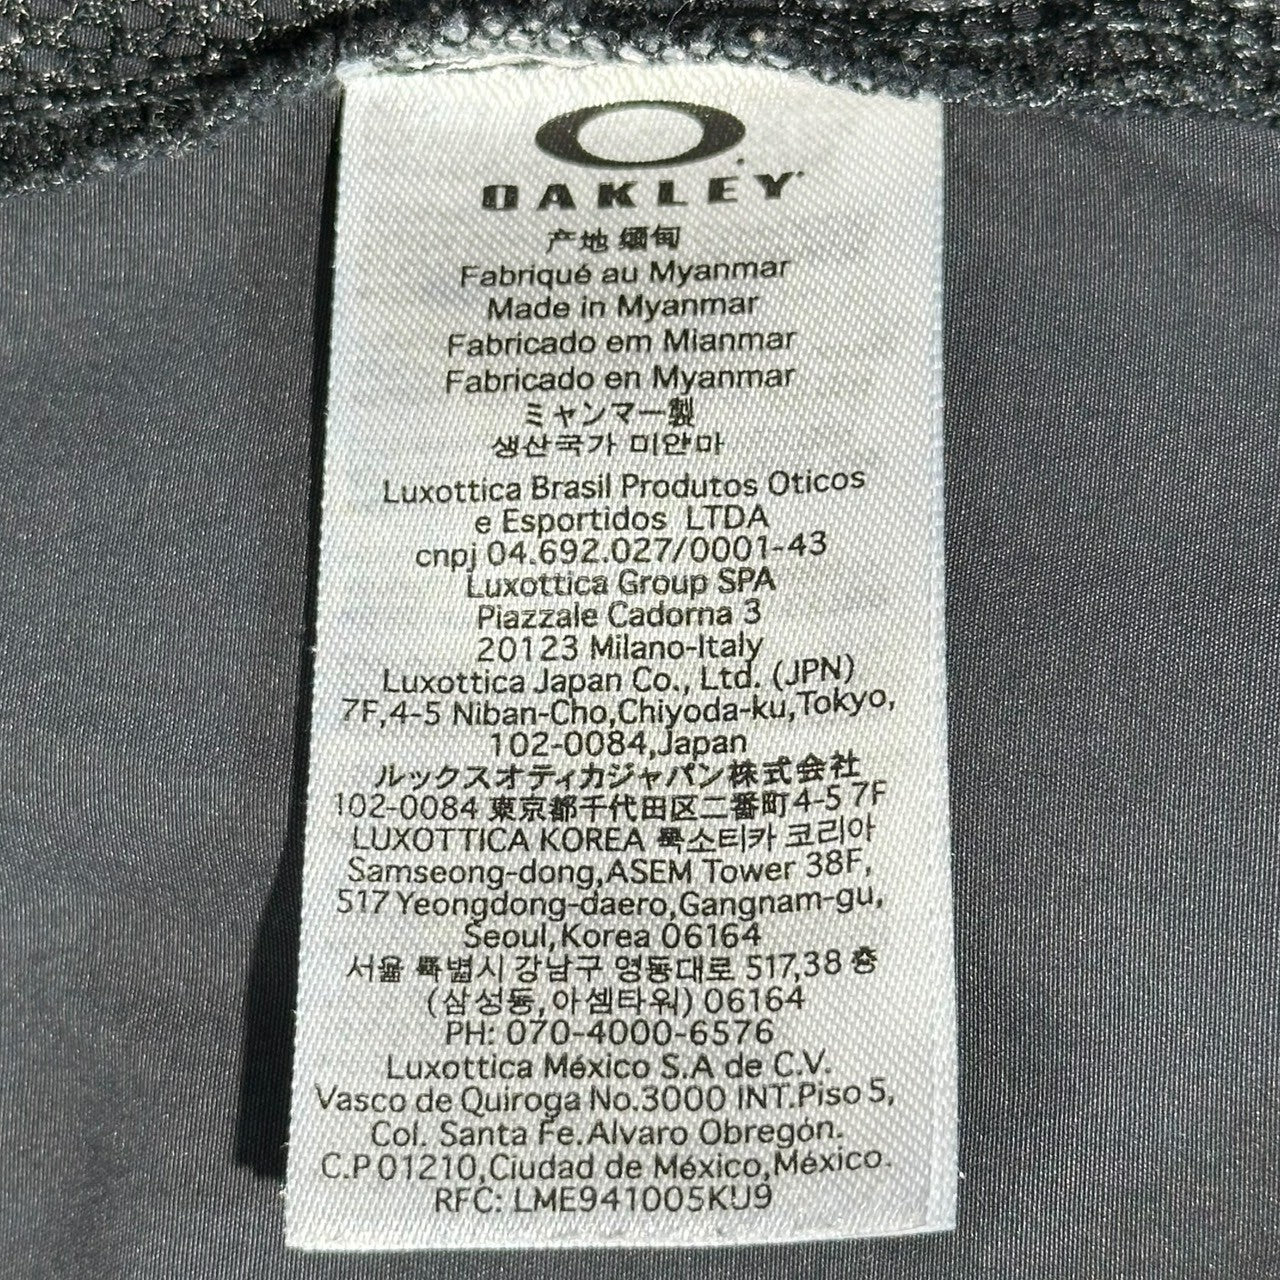 OAKLEY
产地 缅甸
Fabriqué au Myanmar
Made in Myanmar
Fabricado em Mianmar
Fabricado en Myanmar
ミャンマー製
생산국가 미얀마
Luxottica Brasil Produtos Oticos
e Esportidos LTDA
cnpj 04.692.027/0001-43
Luxottica Group SPA
Piazzale Cadorna 3
20123 Milano-Italy
Luxottica Japan Co., Ltd. (JPN)
7F,4-5 Niban-Cho,Chiyoda-ku,Tokyo,
102-0084,Japan
ルックスオティカジャパン株式会社
102-0084 東京都千代田区二番町4-5 7F
LUXOTTICA KOREA 룩소티카 코리아
Samseong-dong,ASEM Tower 38F,
517 Yeongdong-daero,Gangnam-gu,
Seoul,Korea 06164
서울 특별시 강남구 영동대로 517,38 층
(삼성동,아셈타워) 06164
PH: 070-4000-6576
Luxottica México S.A de C.V.
Vasco de Quiroga No.3000 INT.Piso 5,
Col. Santa Fe.Alvaro Obregón.
C.P 01210,Ciudad de México,México.
RFC: LME941005KU9